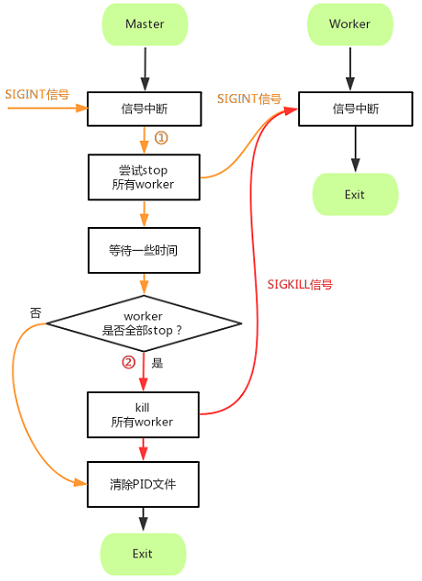 Master
Worker
SIGINT信号
信号中断
SIGINT信号
信号中断
①
尝试stop
所有worker
Exit
等待一些时间
SIGKILL信号
否
worker
是否全部stop？
②
是
kill
所有worker
清除PID文件
Exit